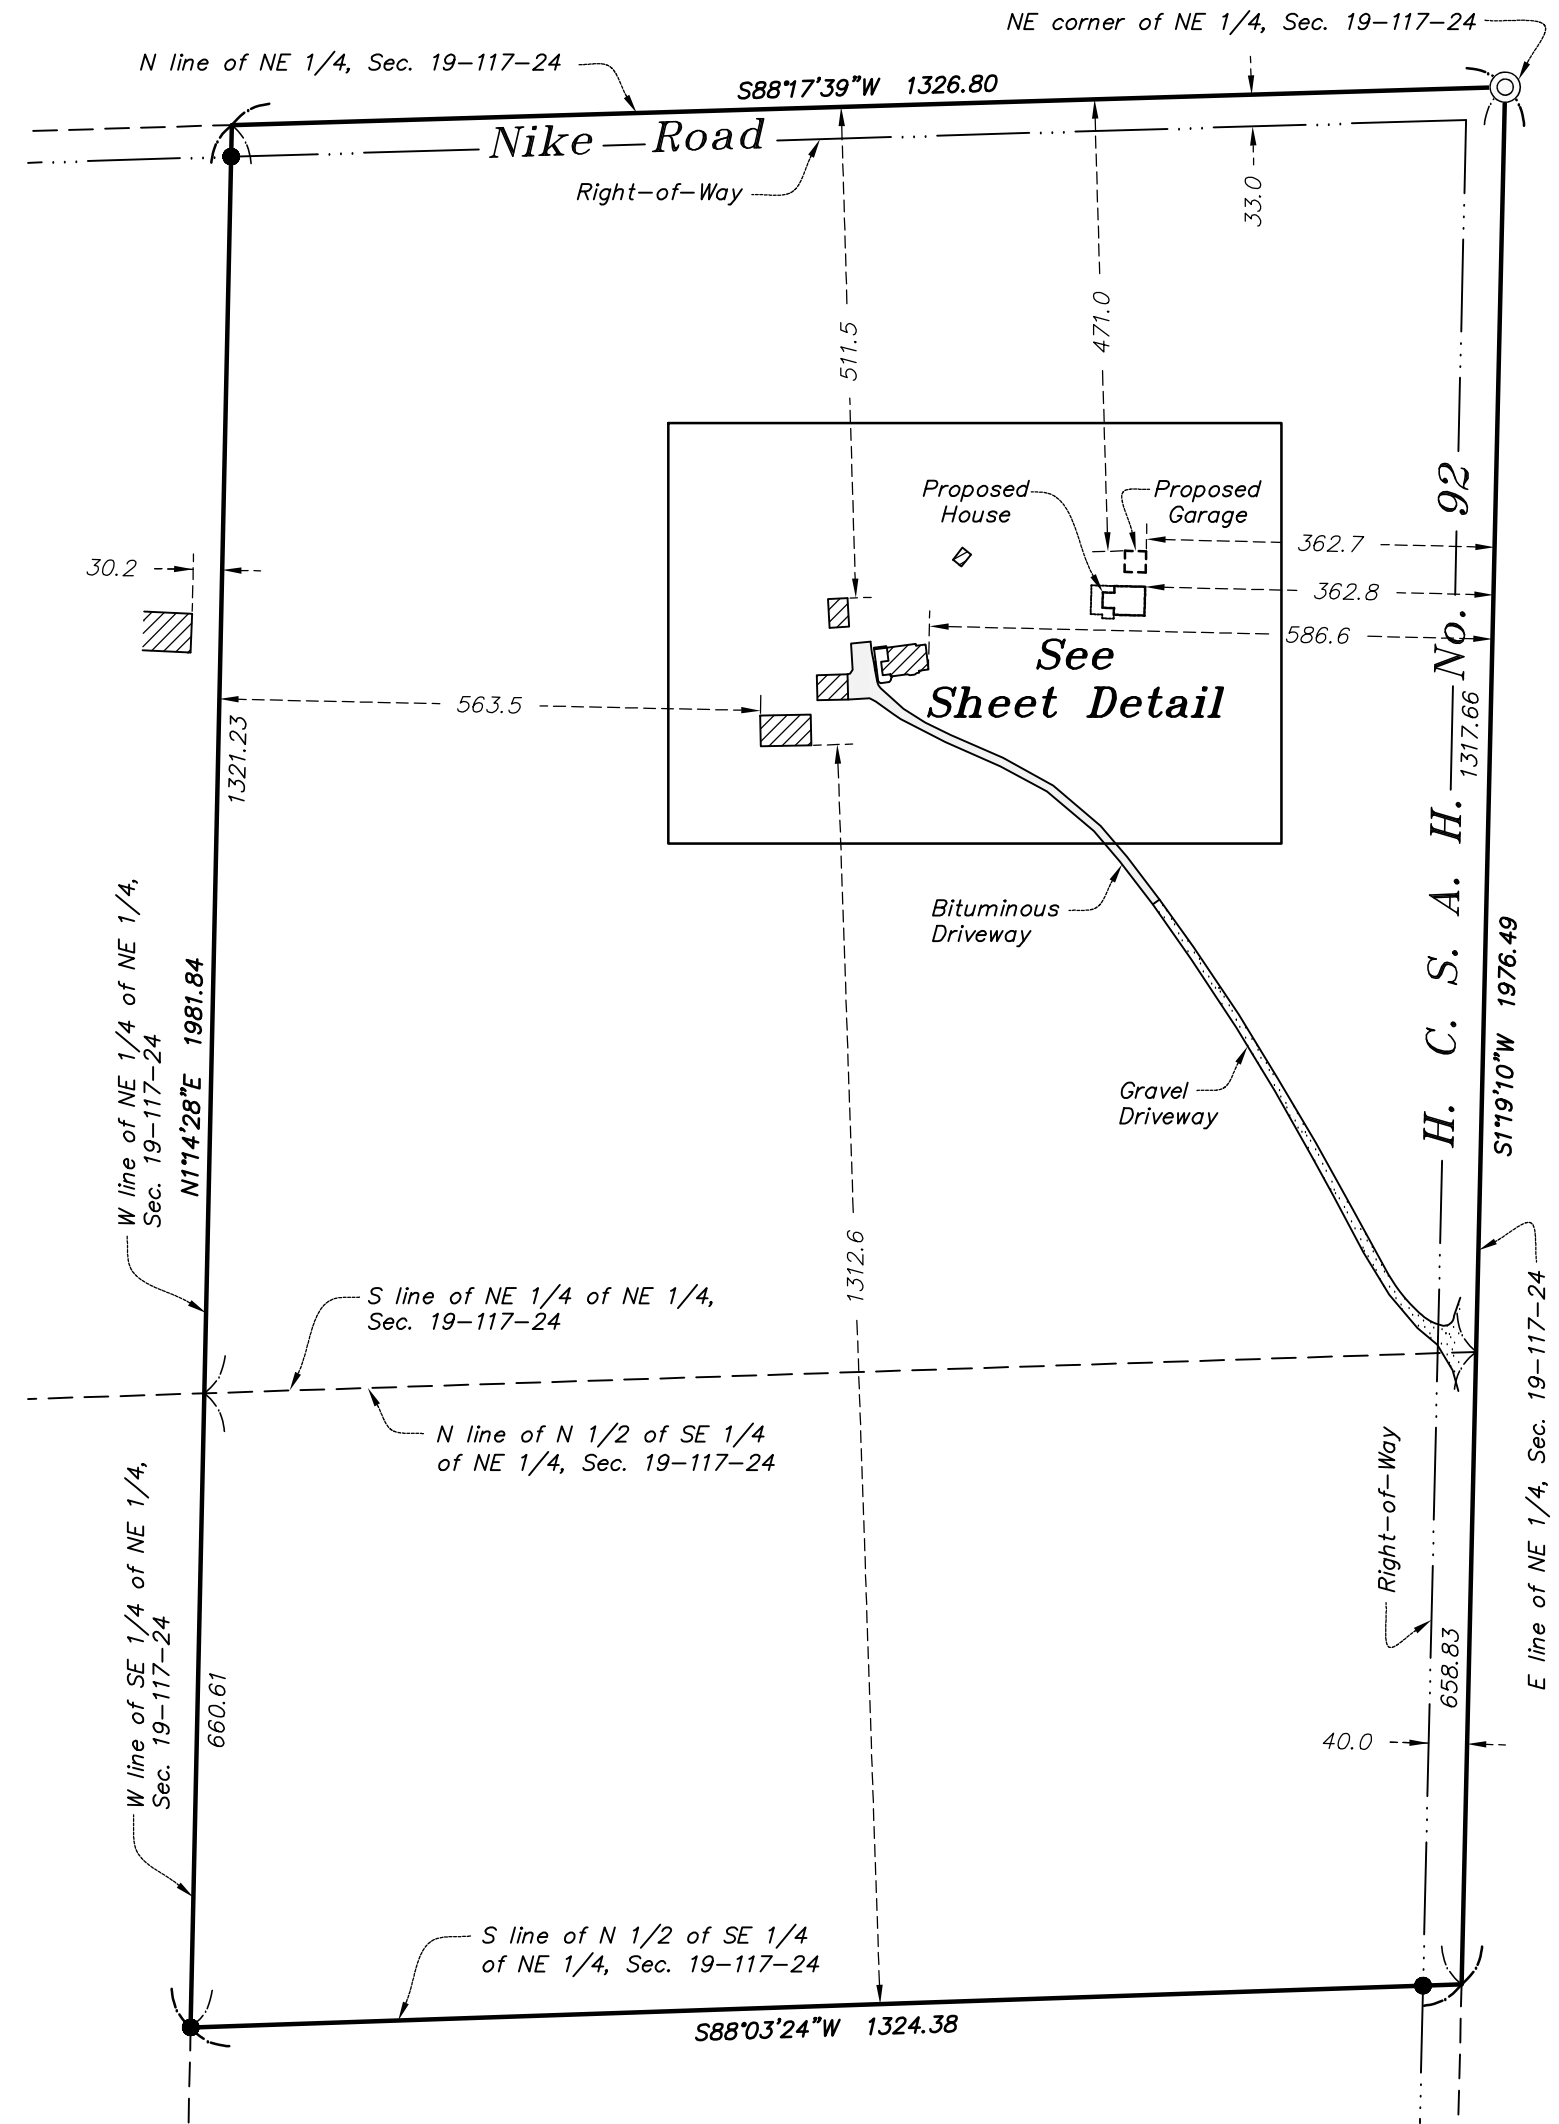 NE corner of NE 1/4, Sec. 19-117-24
N line of NE 1/4, Sec. 19-117-24
S88°17'39"W 1326.80
Nike Road
Right-of-Way
33.0
471.0
511.5
Proposed
House
Proposed
Garage
362.7
362.8
586.6
30.2
See
Sheet Detail
563.5
1321.23
1317.66
H. C. S. A. H. No. 92
Bituminous
Driveway
W line of NE 1/4 of NE 1/4,
Sec. 19-117-24
N1°14'28"E 1981.84
S1°19'10"W 1976.49
Gravel
Driveway
1312.6
S line of NE 1/4 of NE 1/4,
Sec. 19-117-24
N line of N 1/2 of SE 1/4
of NE 1/4, Sec. 19-117-24
E line of NE 1/4, Sec. 19-117-24
Right-of-Way
W line of SE 1/4 of NE 1/4,
Sec. 19-117-24
660.61
658.83
40.0
S line of N 1/2 of SE 1/4
of NE 1/4, Sec. 19-117-24
S88°03'24"W 1324.38